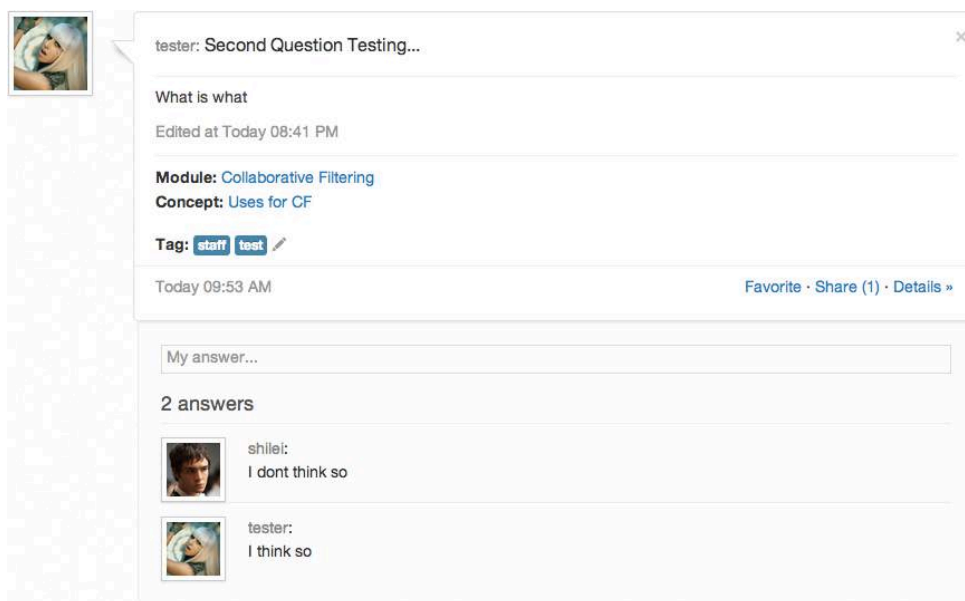 tester: Second Question Testing...
×
What is what
Edited at Today 08:41 PM
Module: Collaborative Filtering
Concept: Uses for CF
Tag: staff test
Today 09:53 AM
Favorite · Share (1) · Details »
My answer...
2 answers
shilei:
I dont think so
tester:
I think so